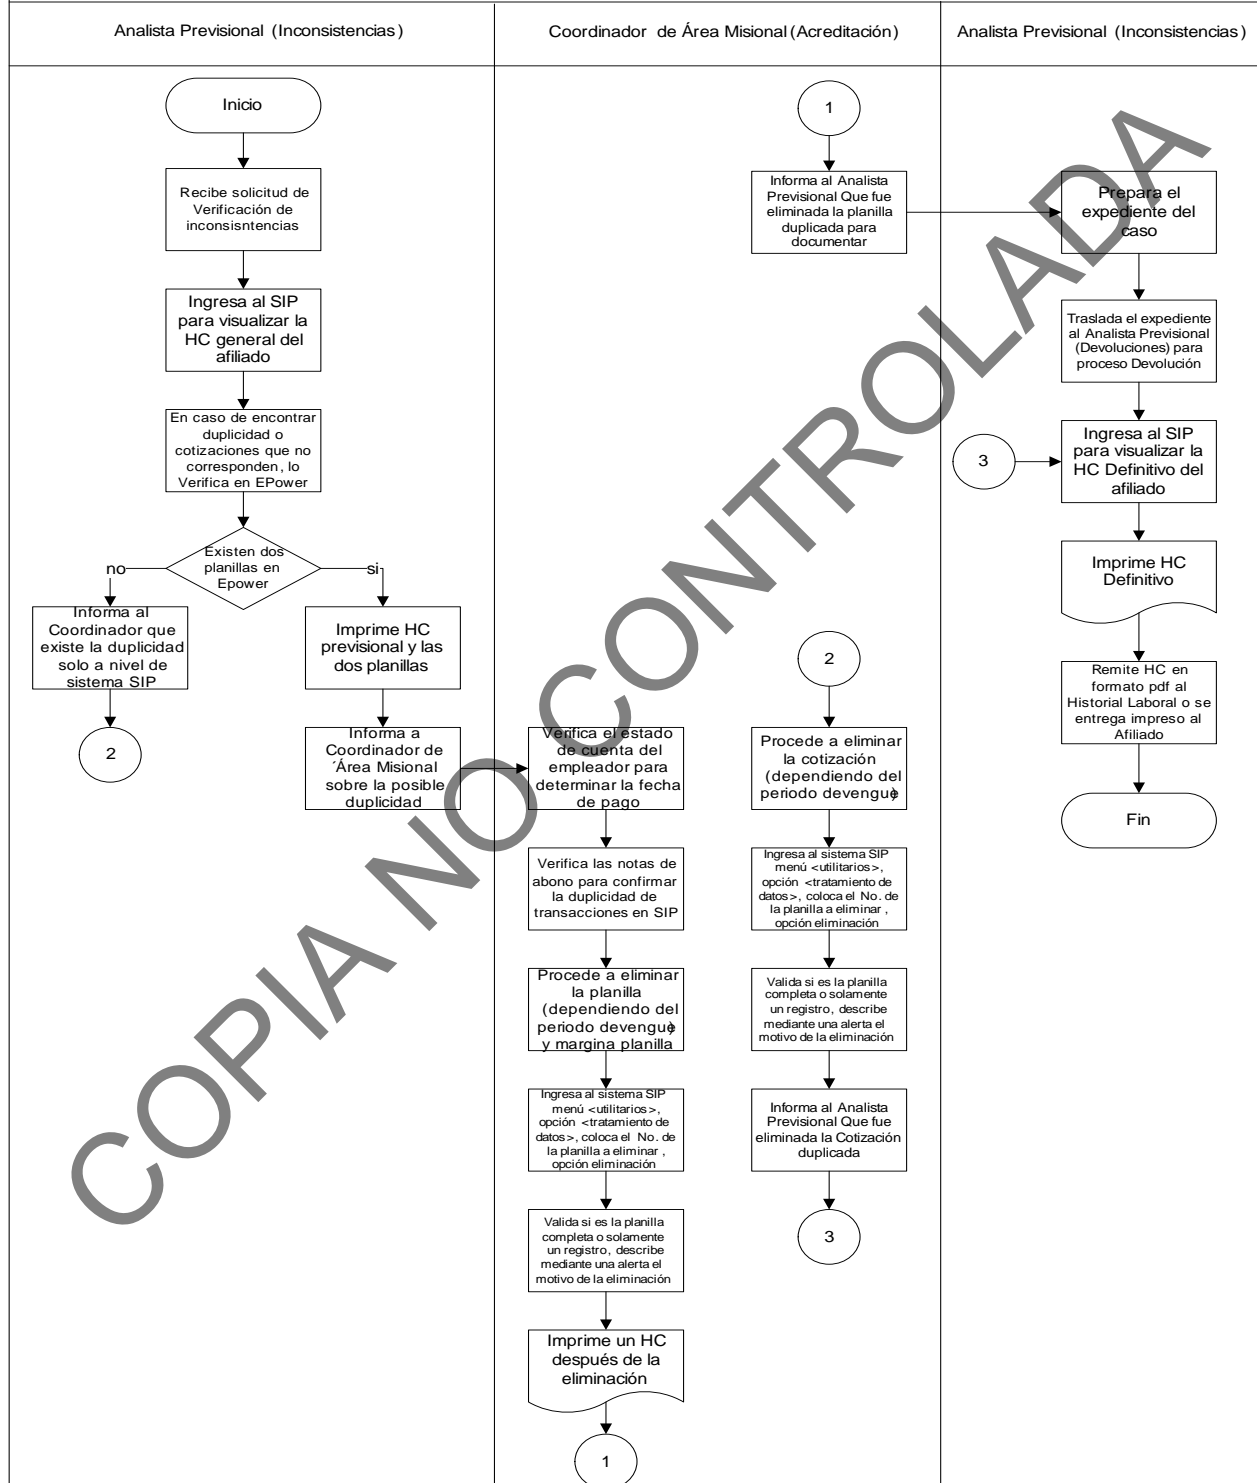 Analista Previsional (Inconsistencias)
Coordinador de Área Misional (Acreditación)
Analista Previsional (Inconsistencias)
Inicio
Recibe solicitud de
Verificación de
inconsisntencias
Ingresa al SIP
para visualizar la
HC general del
afiliado
En caso de encontrar
duplicidad o
cotizaciones que no
corresponden, lo
Verifica en EPower
Existen dos
planillas en
Epower
no
si
Informa al
Coordinador que
existe la duplicidad
solo a nivel de
sistema SIP
2
Imprime HC
previsional y las
dos planillas
Informa a
Coordinador de
´Área Misional
sobre la posible
duplicidad
Verifica el estado
de cuenta del
empleador para
determinar la fecha
de pago
Verifica las notas de
abono para confirmar
la duplicidad de
transacciones en SIP
Procede a eliminar
la planilla
(dependiendo del
periodo devengue)
y margina planilla
Ingresa al sistema SIP
menú <utilitarios>,
opción <tratamiento de
datos>, coloca el No. de
la planilla a eliminar ,
opción eliminación
Valida si es la planilla
completa o solamente
un registro, describe
mediante una alerta el
motivo de la eliminación
Imprime un HC
después de la
eliminación
1
1
Informa al Analista
Previsional Que fue
eliminada la planilla
duplicada para
documentar
2
Procede a eliminar
la cotización
(dependiendo del
periodo devengue)
Ingresa al sistema SIP
menú <utilitarios>,
opción <tratamiento de
datos>, coloca el No. de
la planilla a eliminar ,
opción eliminación
Valida si es la planilla
completa o solamente
un registro, describe
mediante una alerta el
motivo de la eliminación
Informa al Analista
Previsional Que fue
eliminada la Cotización
duplicada
3
Prepara el
expediente del
caso
Traslada el expediente
al Analista Previsional
(Devoluciones) para
proceso Devolución
3
Ingresa al SIP
para visualizar la
HC Definitivo del
afiliado
Imprime HC
Definitivo
Remite HC en
formato pdf al
Historial Laboral o se
entrega impreso al
Afiliado
Fin
COPIA NO CONTROLADA